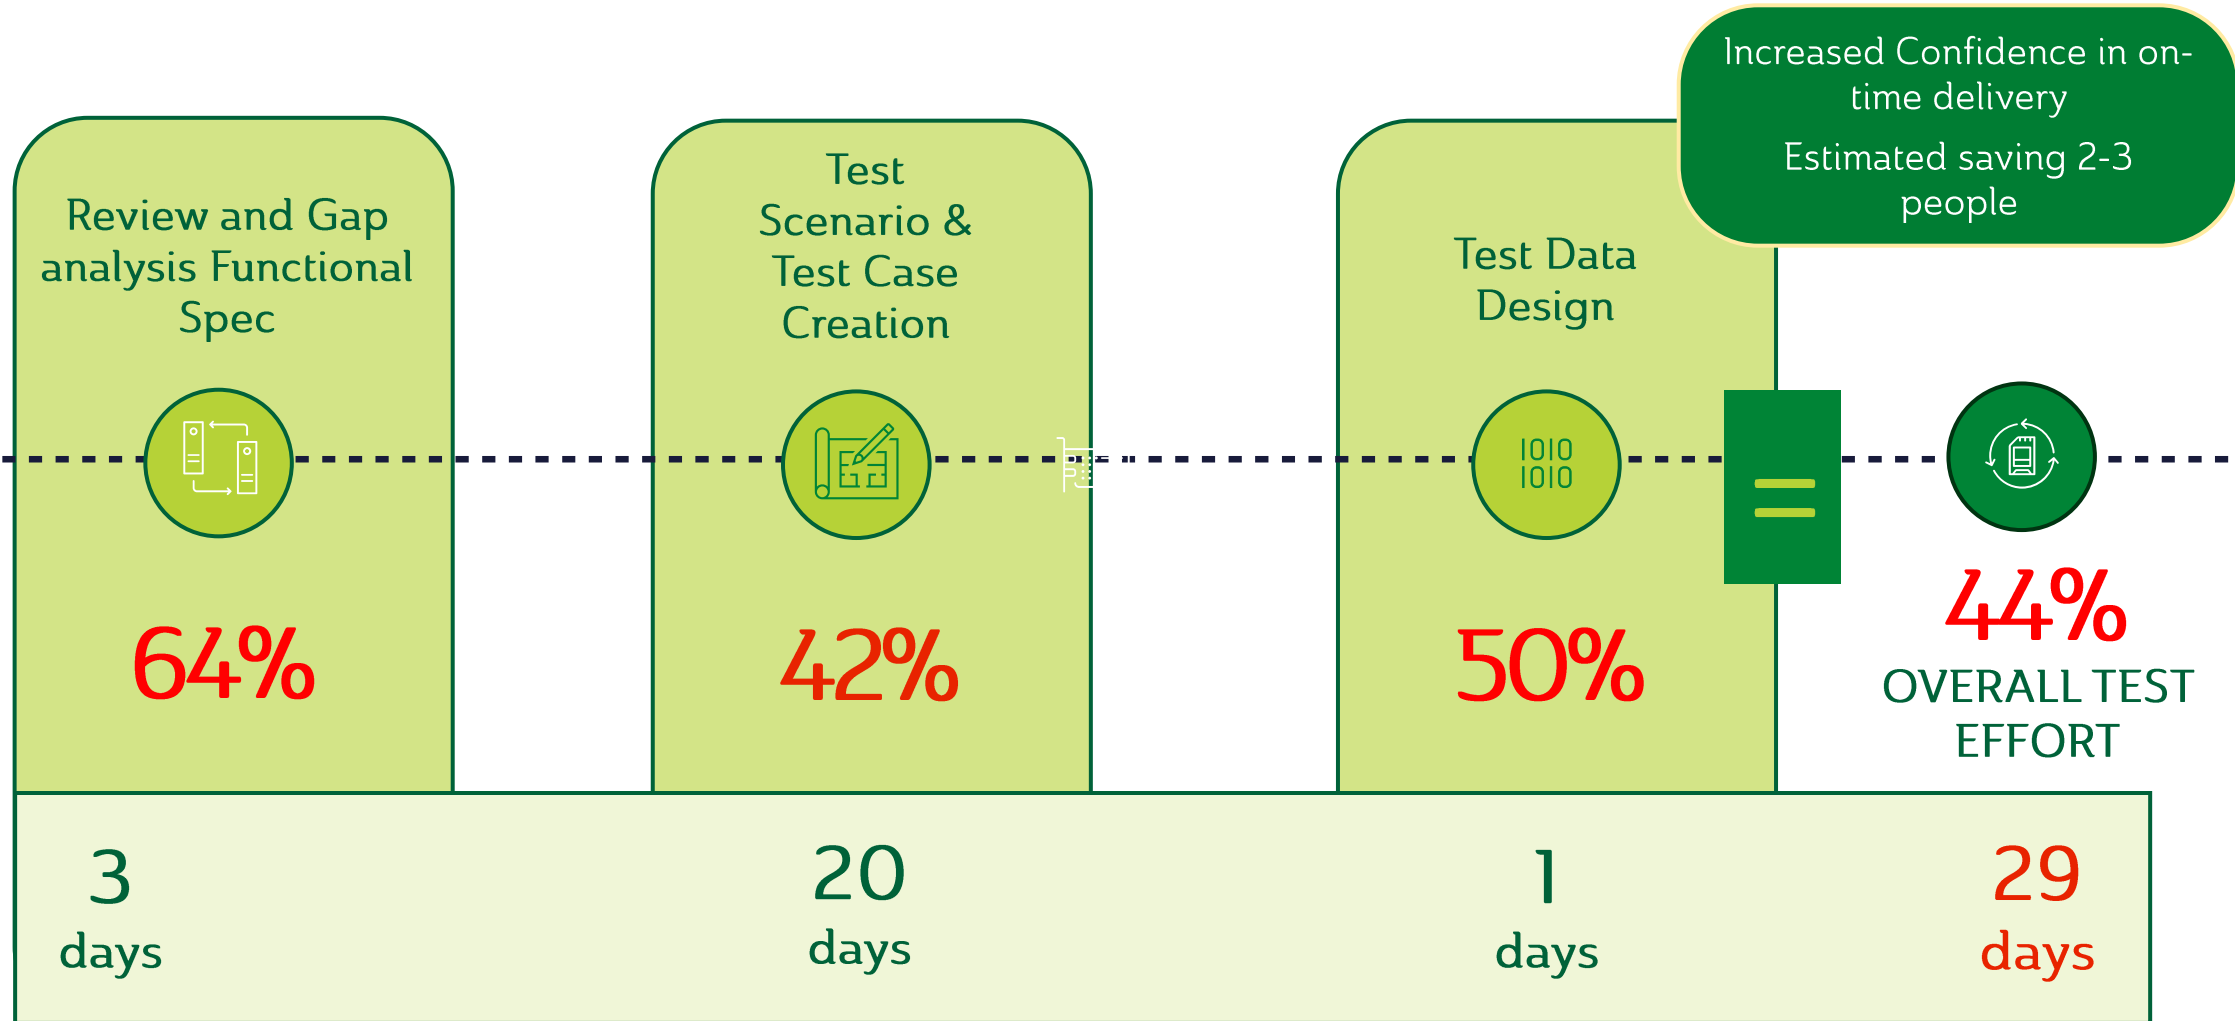 Increased Confidence in on-
time delivery
Estimated saving 2-3
people
Review and Gap
analysis Functional
Spec
Test
Scenario &
Test Case
Creation
Test Data
Design
1010
1010
=
64%
42%
50%
44%
OVERALL TEST
EFFORT
3
days
20
days
1
days
29
days